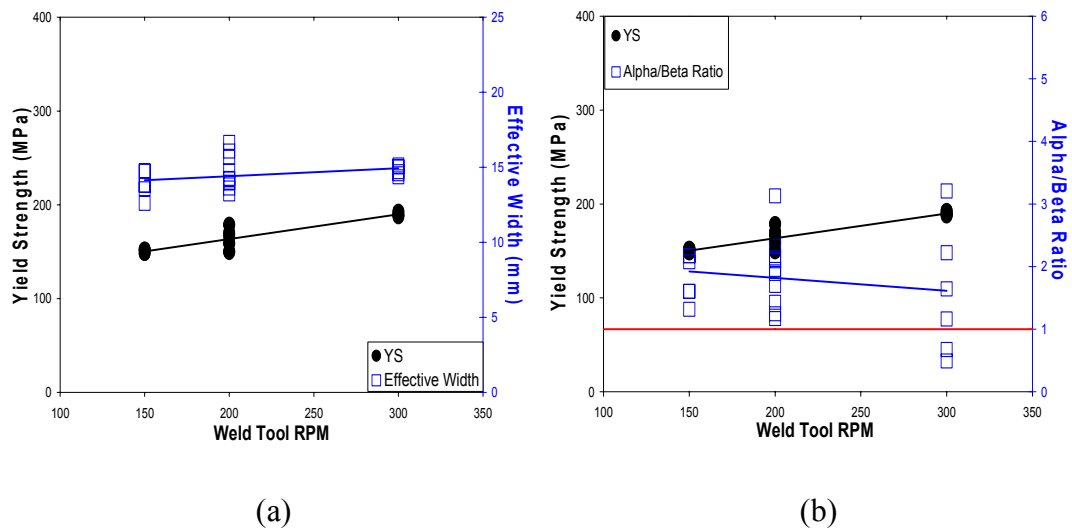 400
300
200
100
0
Yield Strength (MPa)
25
20
15
10
5
0
Effective Width (mm)
YS
Effective Width
100 150 200 250 300 350
Weld Tool RPM
(a)
400
300
200
100
0
Yield Strength (MPa)
YS
Alpha/Beta Ratio
6
5
4
3
2
1
0
Alpha/Beta Ratio
100 150 200 250 300 350
Weld Tool RPM
(b)